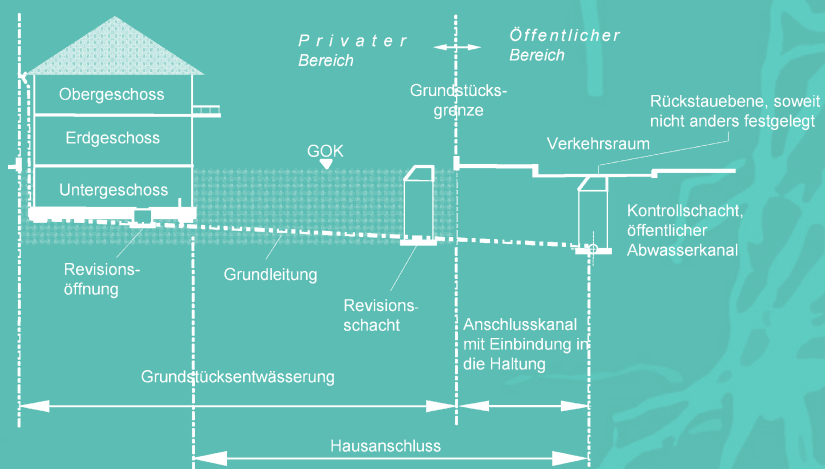 Privater
Bereich
Öffentlicher
Bereich
Grundstücks-
grenze
Rückstauebene, soweit
nicht anders festgelegt
Verkehrsraum
Obergeschoss
Erdgeschoss
Untergeschoss
GOK
Kontrollschacht,
öffentlicher
Abwasserkanal
Revisions-
öffnung
Grundleitung
Revisions-
schacht
Anschlusskanal
mit Einbindung in
die Haltung
Grundstücksentwässerung
Hausanschluss